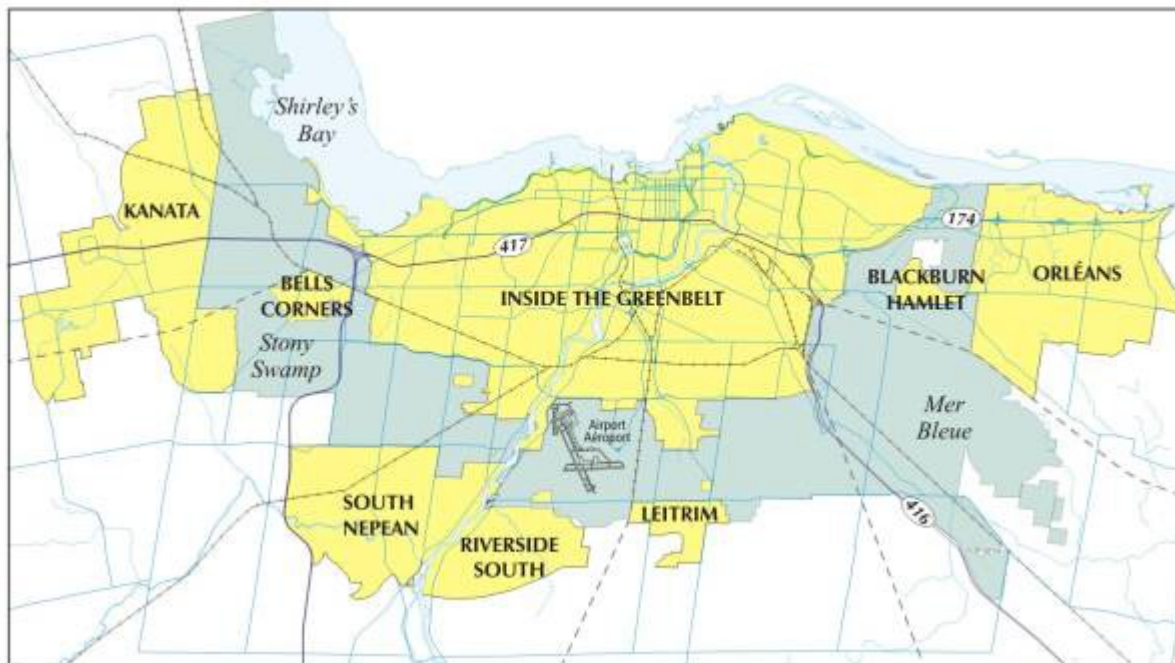 Shirley's
Bay
KANATA
417
174
BELLS
CORNERS
INSIDE THE GREENBELT
BLACKBURN
HAMLET
ORLÉANS
Stony
Swamp
Airport
Aéroport
Mer
Bleue
SOUTH
NEPEAN
RIVERSIDE
SOUTH
LEITRIM
416